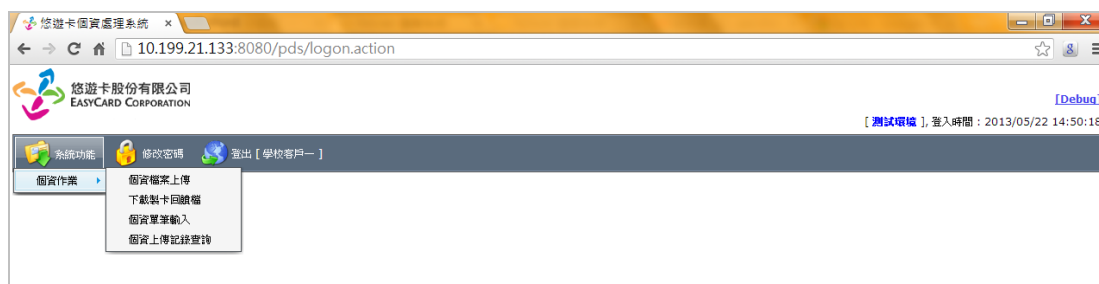 悠遊卡個資處理系統 ×
10.199.21.133:8080/pds/logon.action
悠遊卡股份有限公司
EASYCARD CORPORATION
[Debug]
[ 測試環境 ], 登入時間：2013/05/22 14:50:18
系統功能 修改密碼 登出 [ 學校客戶一 ]
個資作業 個資檔案上傳
下載製卡回饋檔
個資單筆輸入
個資上傳記錄查詢